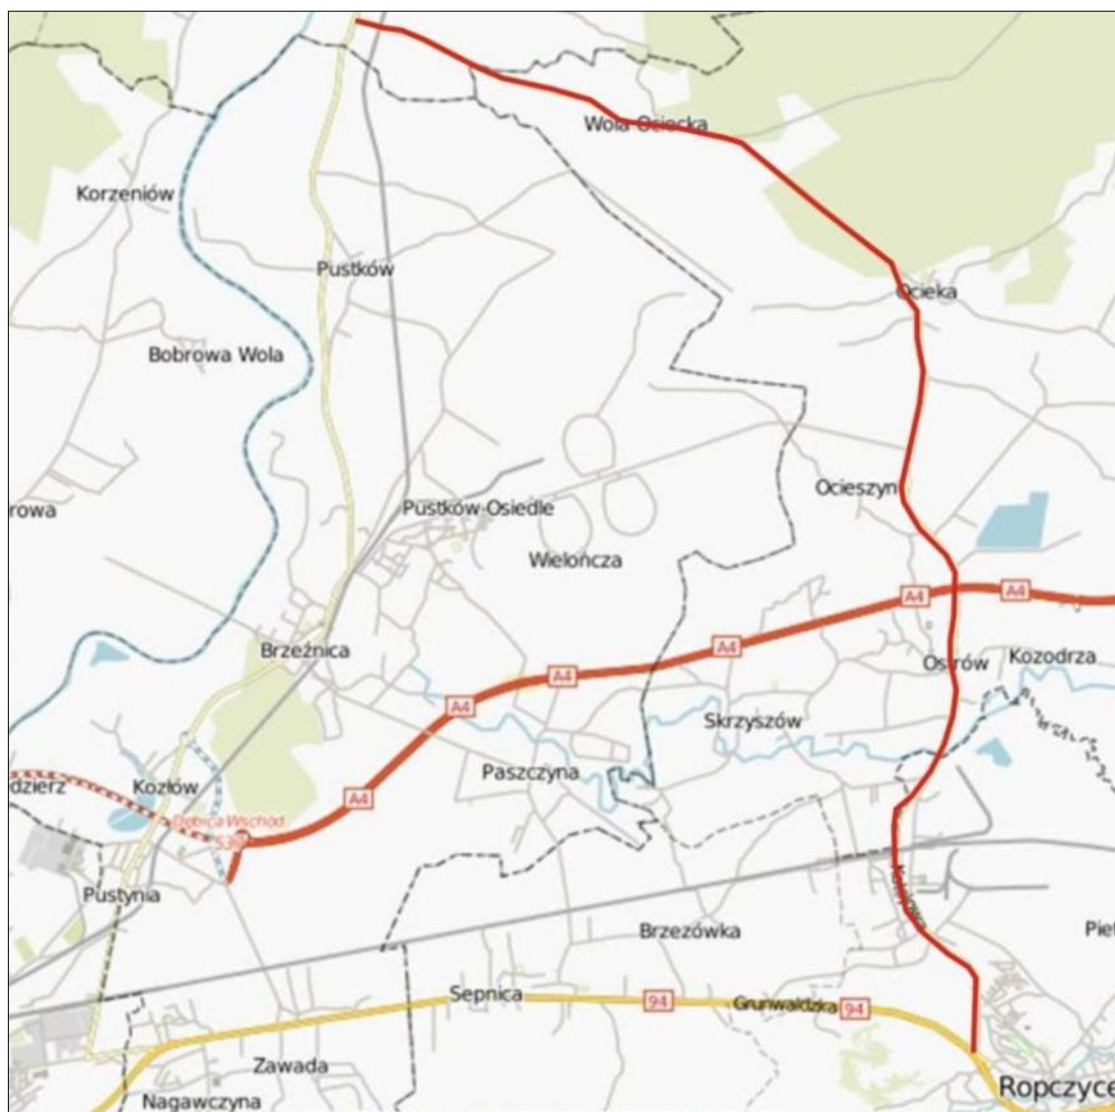 Wola Ociecka
Korzeniów
Pustków
Ocieka
Bobrowa Wola
Ocieszyn
rowa
Pustków-Osiedle
Wielończa
A4
A4
Brzeźnica
A4
Ostrów
Kozodrza
A4
A4
Skrzyszów
Paszczyna
dzierz
Kozłów
A4
Dębica Wschód
Pustynia
Brzezówka
Pie
Sepnica
94
Grunwaldzka
94
Zawada
Ropczyce
Nagawczyna